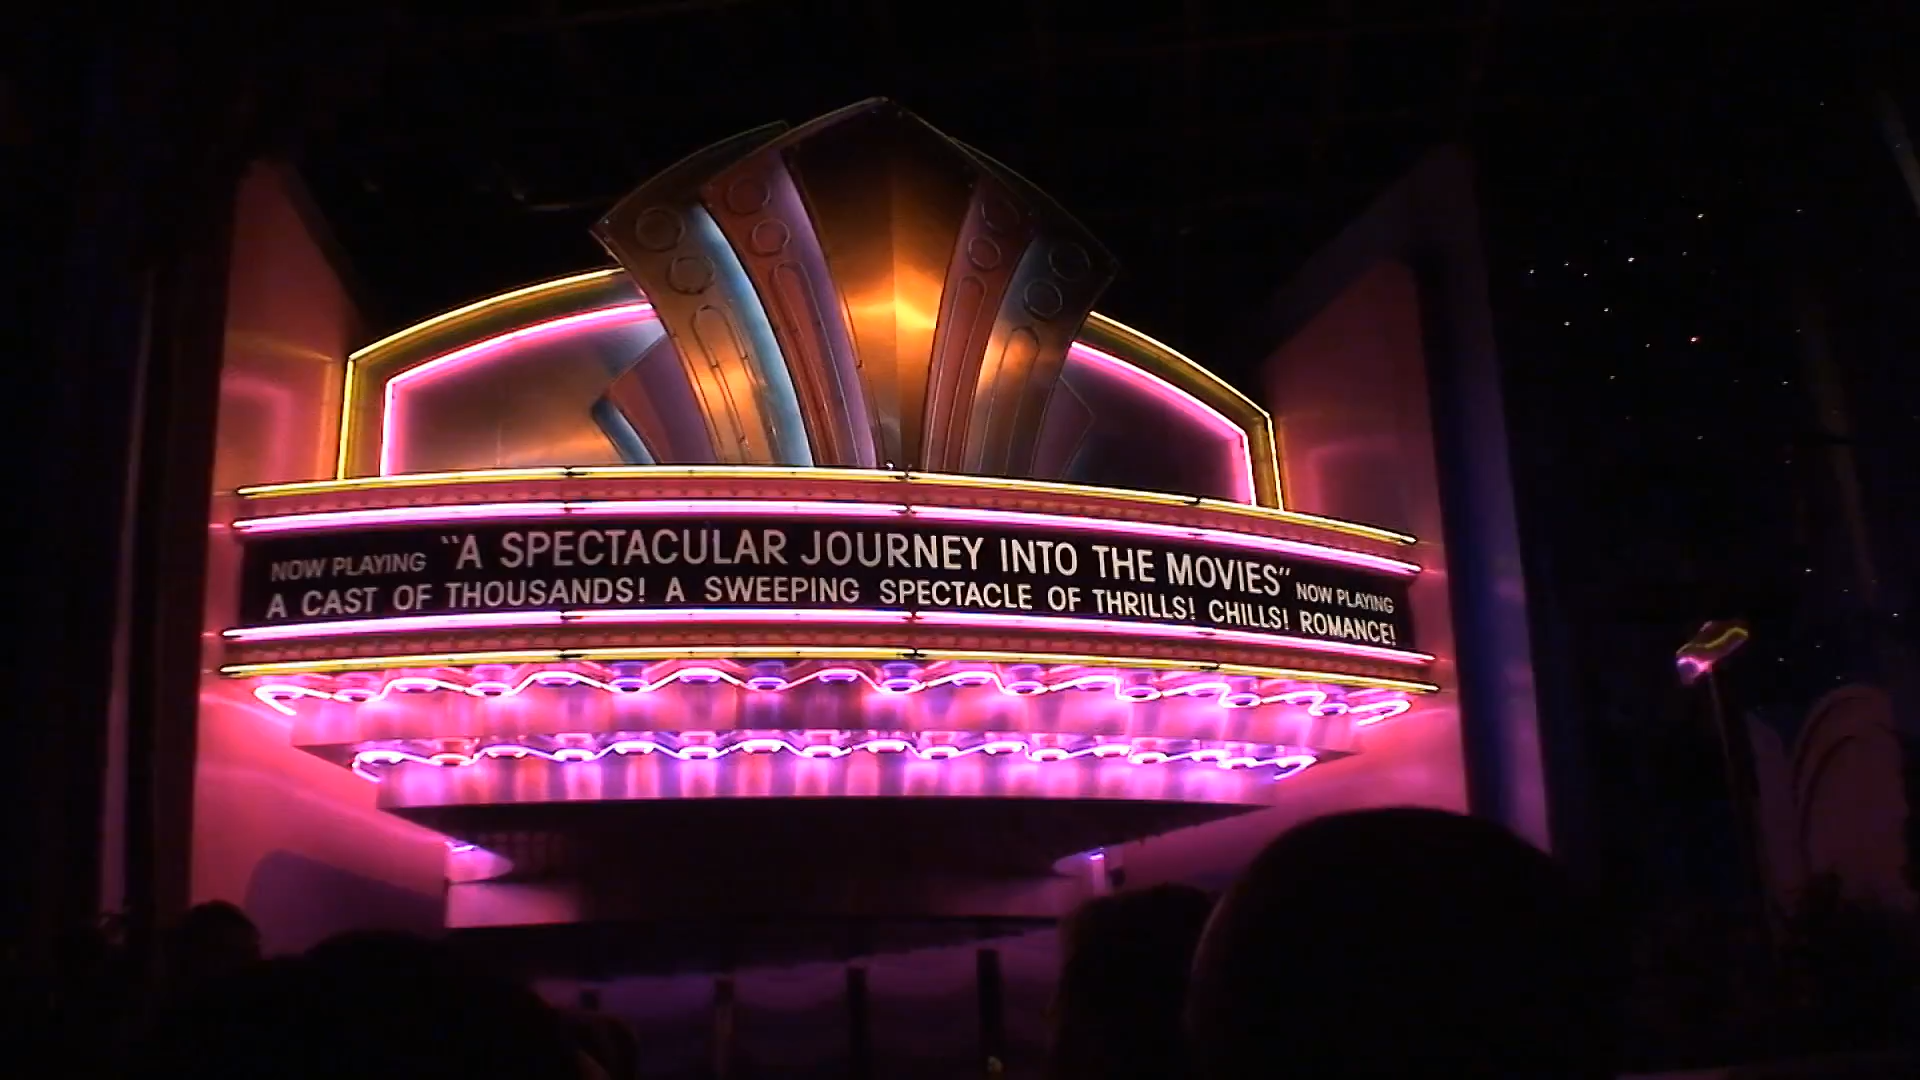 NOW PLAYING "A SPECTACULAR JOURNEY INTO THE MOVIES" NOW PLAYING
A CAST OF THOUSANDS! A SWEEPING SPECTACLE OF THRILLS! CHILLS! ROMANCE!